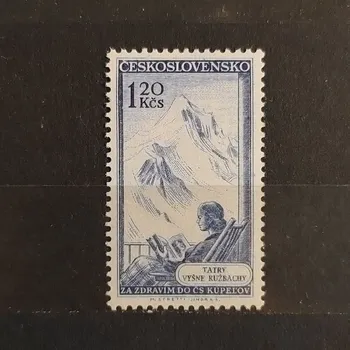 ČESKOSLOVENSKO
1.20
Kčs
TATRY
VYŠNÉ RUŽBACHY
ZA ZDRAVÍM DO ČS KÚPEĽOV